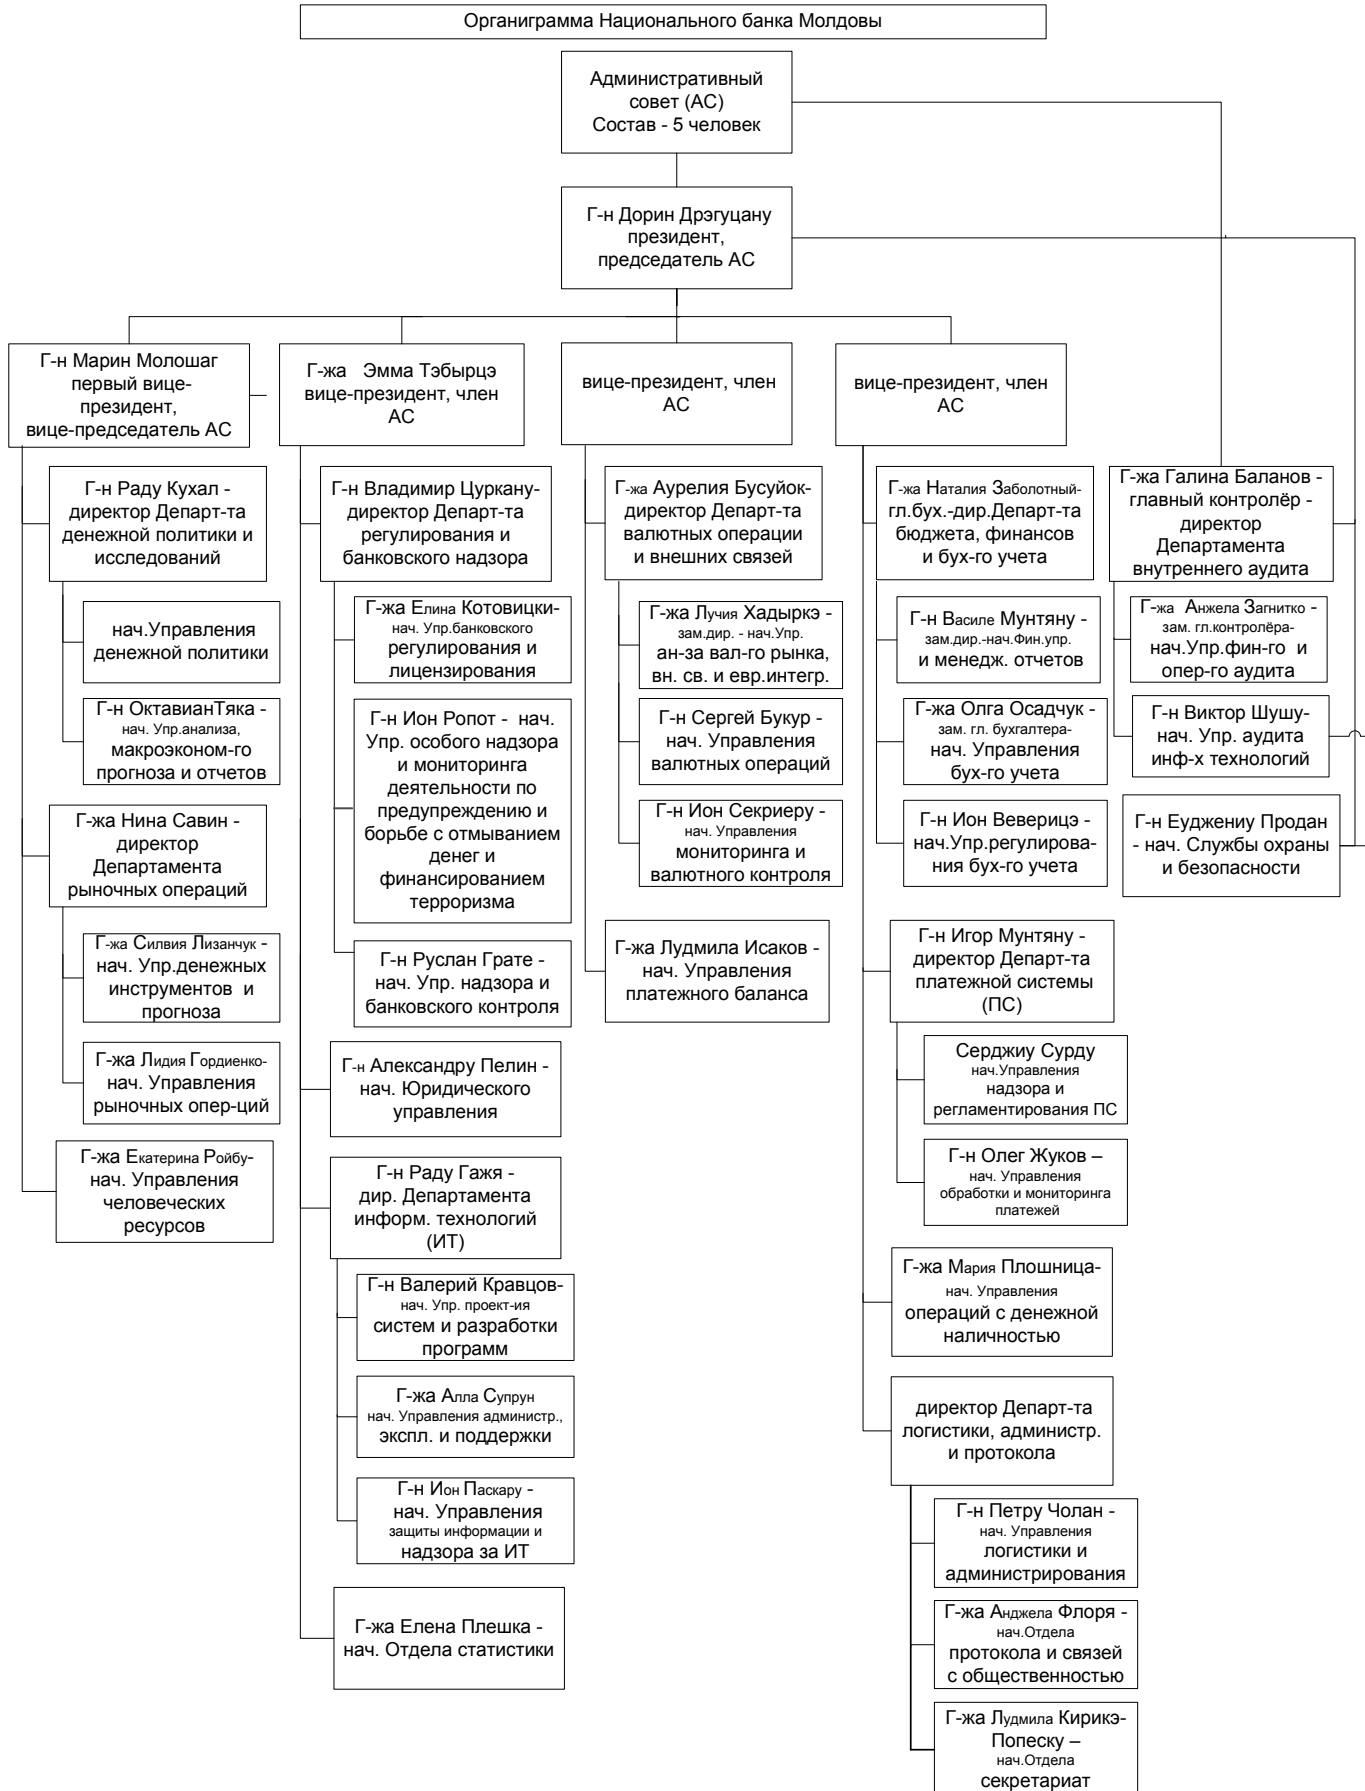 Органиграмма Национального банка Молдовы
Административный
совет (АС)
Состав - 5 человек
Г-н Дорин Дрэгуцану
президент,
председатель АС
Г-н Марин Молошаг
первый вице-
президент,
вице-председатель АС
Г-н Раду Кухал -
директор Департ-та
денежной политики и
исследований
нач.Управления
денежной политики
Г-н ОктавианТяка -
нач. Упр.анализа,
макроэконом-го
прогноза и отчетов
Г-жа Нина Савин -
директор
Департамента
рыночных операций
Г-жа Силвия Лизанчук -
нач. Упр.денежных
инструментов и
прогноза
Г-жа Лидия Гордиенко-
нач. Управления
рыночных опер-ций
Г-жа Екатерина Ройбу-
нач. Управления
человеческих
ресурсов
Г-жа Эмма Тэбырцэ
вице-президент, член
АС
Г-н Владимир Цуркану-
директор Департ-та
регулирования и
банковского надзора
Г-жа Елина Котовицки-
нач. Упр.банковского
регулирования и
лицензирования
Г-н Ион Ропот - нач.
Упр. особого надзора
и мониторинга
деятельности по
предупреждению и
борьбе с отмыванием
денег и
финансированием
терроризма
Г-н Руслан Грате -
нач. Упр. надзора и
банковского контроля
Г-н Александру Пелин -
нач. Юридического
управления
Г-н Раду Гажя -
дир. Департамента
информ. технологий
(ИТ)
Г-н Валерий Кравцов-
нач. Упр. проект-ия
систем и разработки
программ
Г-жа Алла Супрун
нач. Управления администр.,
экспл. и поддержки
Г-н Ион Паскару -
нач. Управления
защиты информации и
надзора за ИТ
Г-жа Елена Плешка -
нач. Отдела статистики
вице-президент, член
АС
Г-жа Аурелия Бусуйок-
директор Департ-та
валютных операции
и внешних связей
Г-жа Лучия Хадыркэ -
зам.дир. - нач.Упр.
ан-за вал-го рынка,
вн. св. и евр.интегр.
Г-н Сергей Букур -
нач. Управления
валютных операций
Г-н Ион Секриеру -
нач. Управления
мониторинга и
валютного контроля
Г-жа Лудмила Исаков -
нач. Управления
платежного баланса
вице-президент, член
АС
Г-жа Наталия Заболотный-
гл.бух.-дир.Департ-та
бюджета, финансов
и бух-го учета
Г-н Василе Мунтяну -
зам.дир.-нач.Фин.упр.
и менедж. отчетов
Г-жа Олга Осадчук -
зам. гл. бухгалтера-
нач. Управления
бух-го учета
Г-н Ион Веверицэ -
нач.Упр.регулирова-
ния бух-го учета
Г-н Игор Мунтяну -
директор Департ-та
платежной системы
(ПС)
Серджиу Сурду
нач.Управления
надзора и
регламентирования ПС
Г-н Олег Жуков –
нач. Управления
обработки и мониторинга
платежей
Г-жа Мария Плошница-
нач. Управления
операций с денежной
наличностью
директор Департ-та
логистики, администр.
и протокола
Г-н Петру Чолан -
нач. Управления
логистики и
администрирования
Г-жа Анджела Флоря -
нач.Отдела
протокола и связей
с общественностью
Г-жа Лудмила Кирикэ-
Попеску –
нач.Отдела
секретариат
Г-жа Галина Баланов -
главный контролёр -
директор
Департамента
внутреннего аудита
Г-жа Анжела Загнитко -
зам. гл.контролёра-
нач.Упр.фин-го и
опер-го аудита
Г-н Виктор Шушу-
нач. Упр. аудита
инф-х технологий
Г-н Еуджениу Продан
- нач. Службы охраны
и безопасности